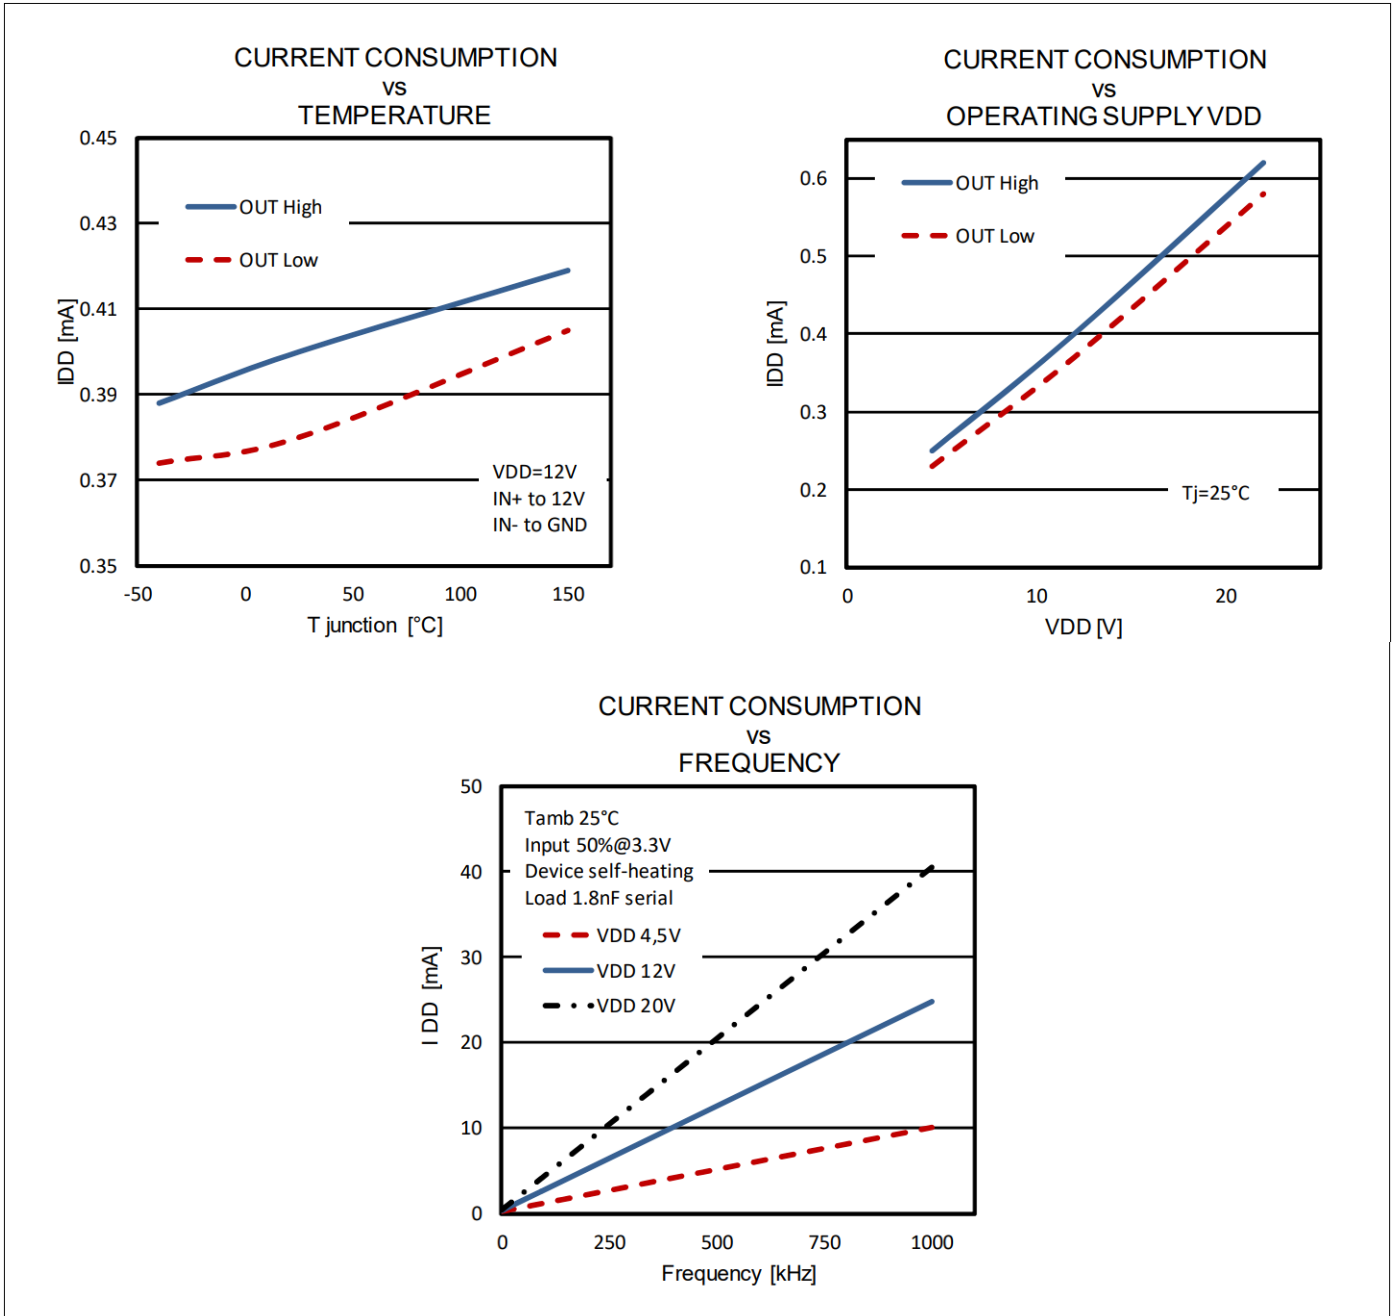 CURRENT CONSUMPTION
vs
TEMPERATURE
0.45
0.43
0.41
0.39
0.37
0.35
IDD [mA]
OUT High
OUT Low
VDD=12V
IN+ to 12V
IN- to GND
-50 0 50 100 150
T junction [°C]
CURRENT CONSUMPTION
vs
OPERATING SUPPLY VDD
0.6
0.5
0.4
0.3
0.2
0.1
IDD [mA]
OUT High
OUT Low
Tj=25°C
0 10 20
VDD [V]
CURRENT CONSUMPTION
vs
FREQUENCY
50
40
30
20
10
0
I DD [mA]
Tamb 25°C
Input 50%@3.3V
Device self-heating
Load 1.8nF serial
VDD 4,5V
VDD 12V
VDD 20V
0 250 500 750 1000
Frequency [kHz]